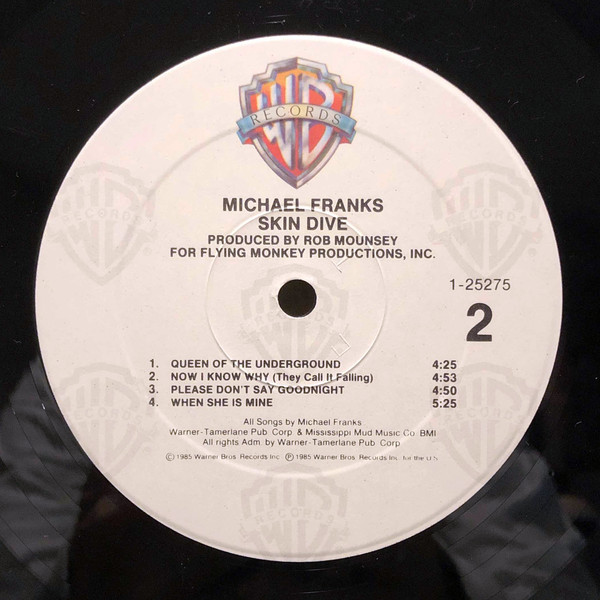 WB
RECORDS
MICHAEL FRANKS
SKIN DIVE
PRODUCED BY ROB MOUNSEY
FOR FLYING MONKEY PRODUCTIONS, INC.
1-25275
2
1. QUEEN OF THE UNDERGROUND 4:25
2. NOW I KNOW WHY (They Call It Falling) 4:53
3. PLEASE DON'T SAY GOODNIGHT 4:50
4. WHEN SHE IS MINE 5:25
All Songs by Michael Franks
Warner-Tamerlane Pub. Corp. & Mississippi Mud Music Co. BMI
All rights Adm. by Warner-Tamerlane Pub. Corp.
© 1985 Warner Bros. Records Inc. ℗ 1985 Warner Bros. Records Inc. for the U.S.